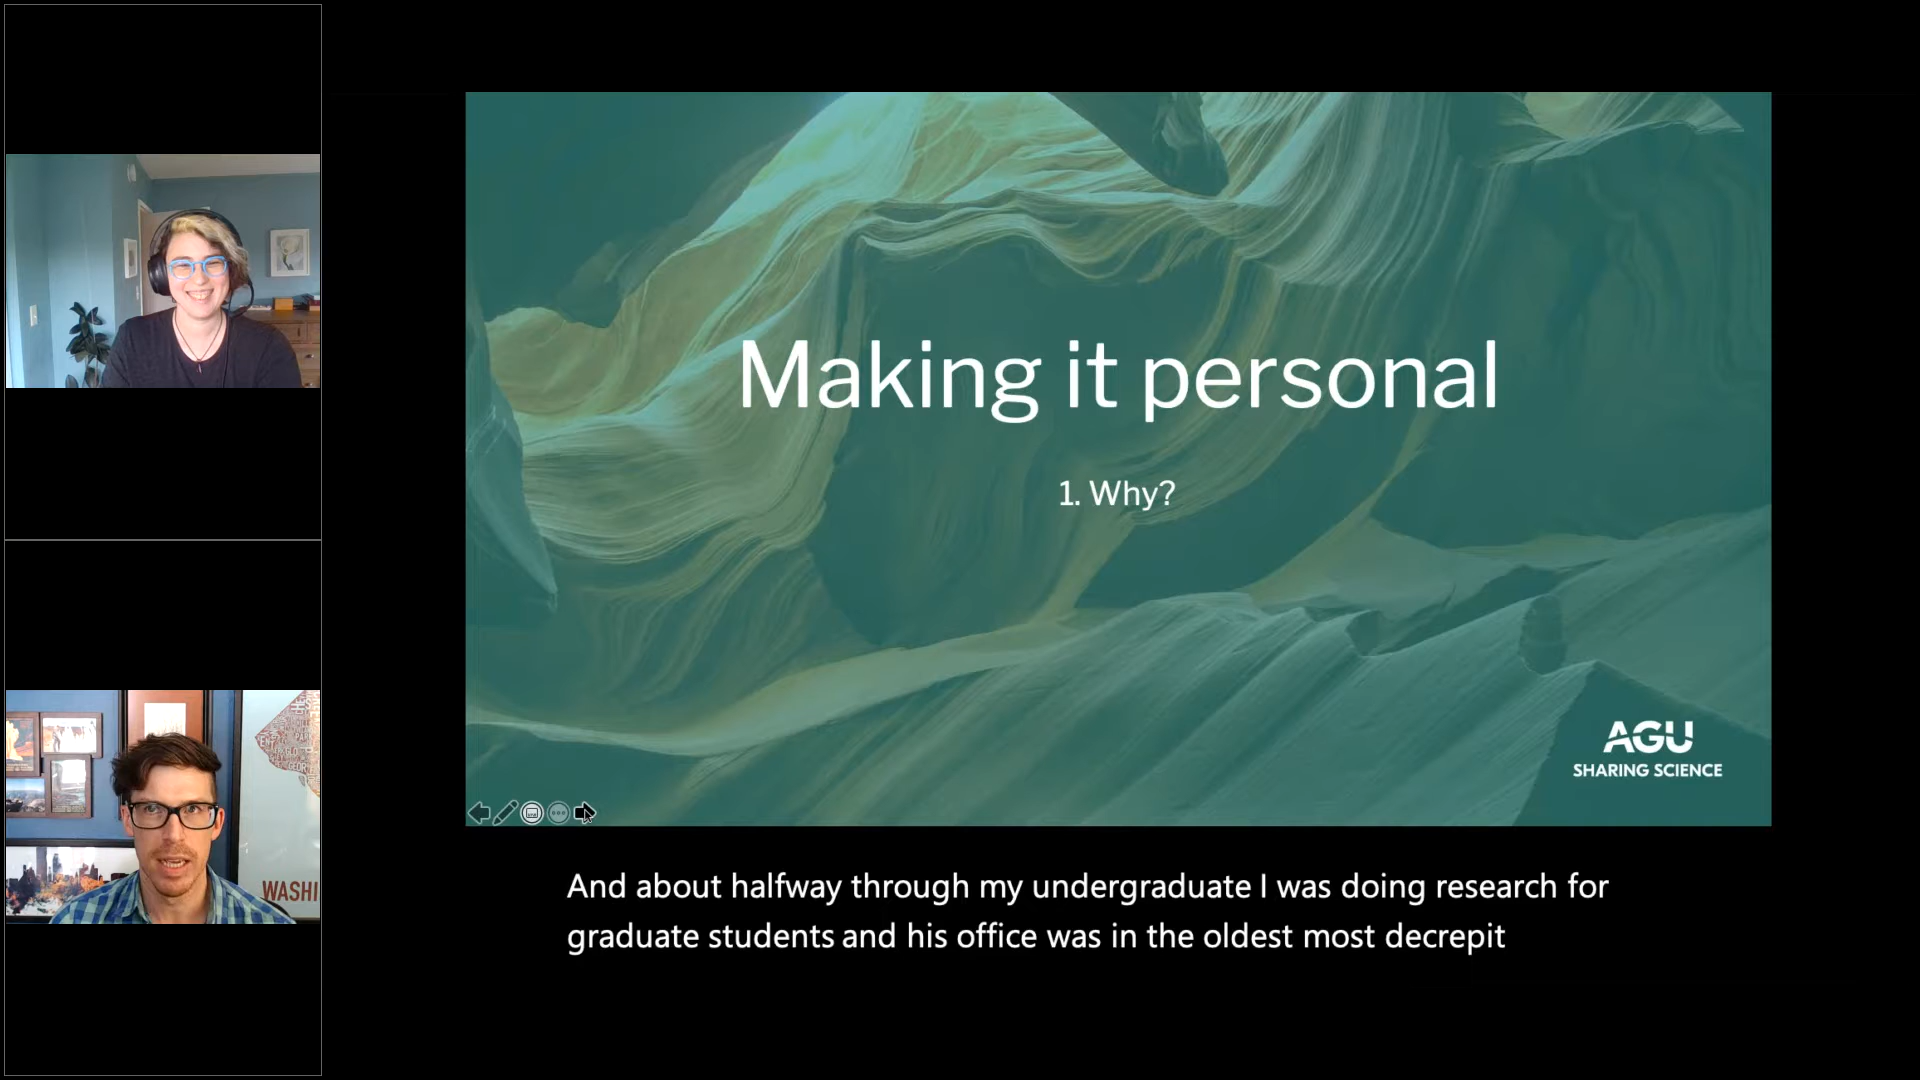 Making it personal
1. Why?
AGU
SHARING SCIENCE
And about halfway through my undergraduate I was doing research for
graduate students and his office was in the oldest most decrepit
WASHI